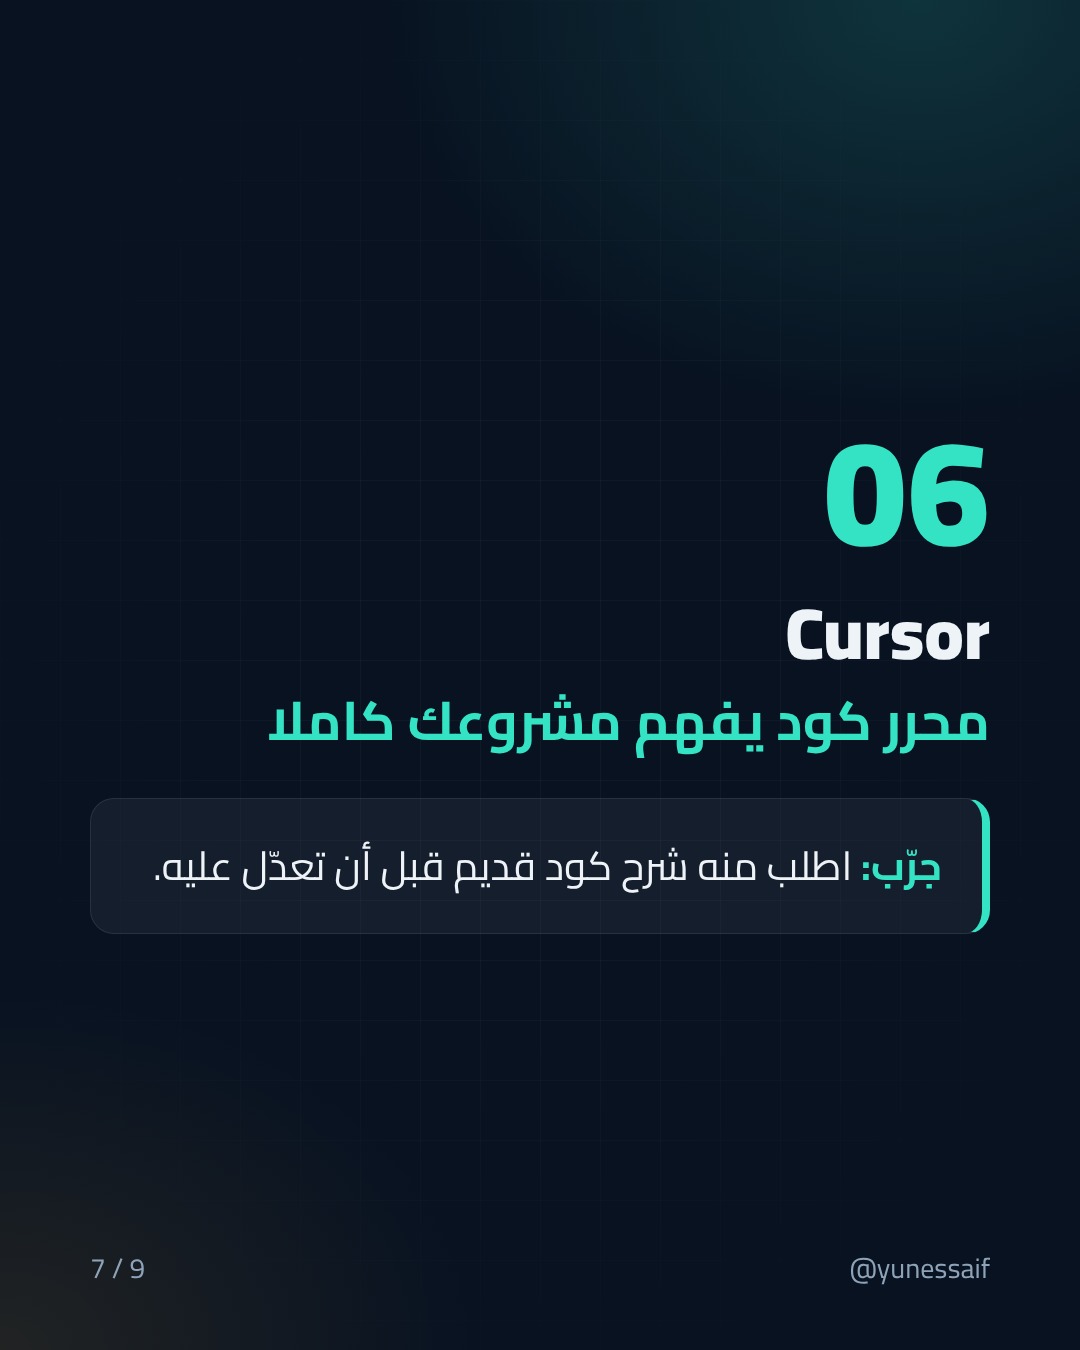 06
Cursor
محرر كود يفهم مشروعك كاملا
جرّب: اطلب منه شرح كود قديم قبل أن تعدّل عليه.
@yunessaif
7 / 9